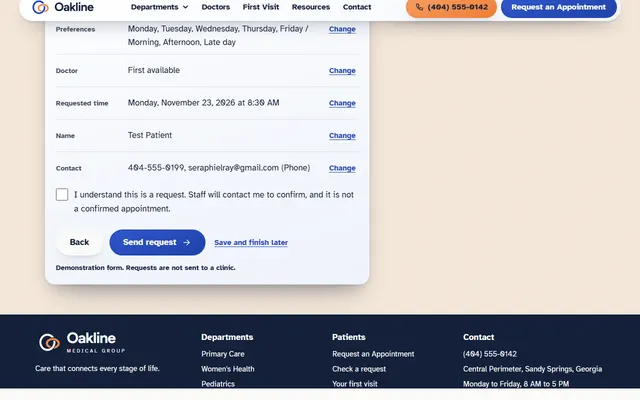 Oakline
Departments
Doctors
First Visit
Resources
Contact
(404) 555-0142
Request an Appointment
Preferences
Monday, Tuesday, Wednesday, Thursday, Friday /
Morning, Afternoon, Late day
Change
Doctor
First available
Change
Requested time
Monday, November 23, 2026 at 8:30 AM
Change
Name
Test Patient
Change
Contact
404-555-0199, seraphielray@gmail.com (Phone)
Change
I understand this is a request. Staff will contact me to confirm, and it is not
a confirmed appointment.
Back
Send request →
Save and finish later
Demonstration form. Requests are not sent to a clinic.
Oakline
MEDICAL GROUP
Care that connects every stage of life.
Departments
Primary Care
Women's Health
Pediatrics
Patients
Request an Appointment
Check a request
Your first visit
Contact
(404) 555-0142
Central Perimeter, Sandy Springs, Georgia
Monday to Friday, 8 AM to 5 PM